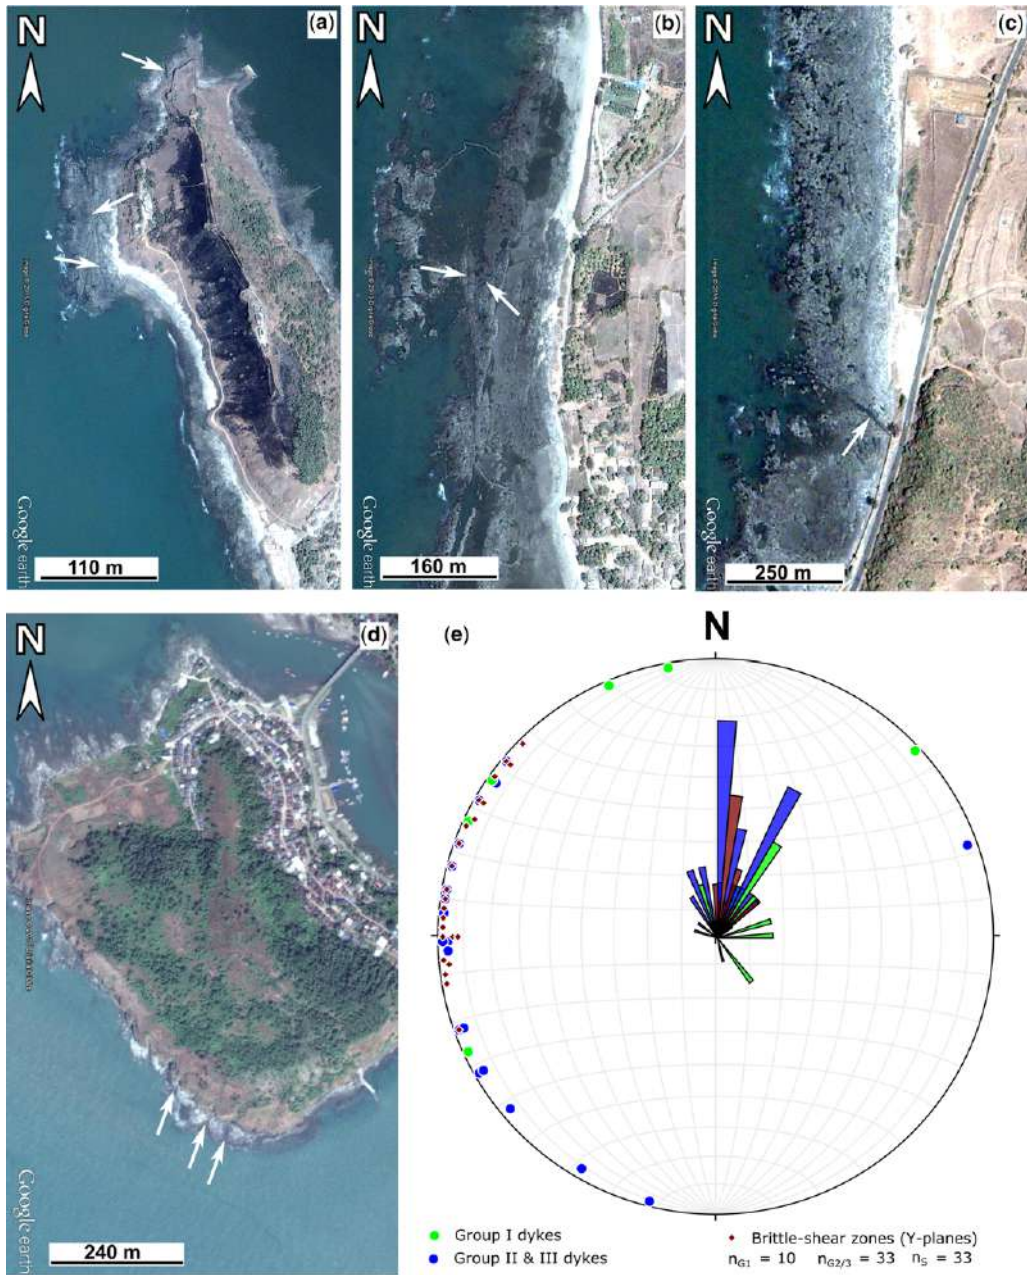 N
(a)
Google earth
110 m
N
(b)
Google earth
160 m
N
(c)
Google earth
250 m
N
(d)
Google earth
240 m
(e)
N
Group I dykes
Group II & III dykes
Brittle-shear zones (Y-planes)
nG1 = 10 nG2/3 = 33 nS = 33